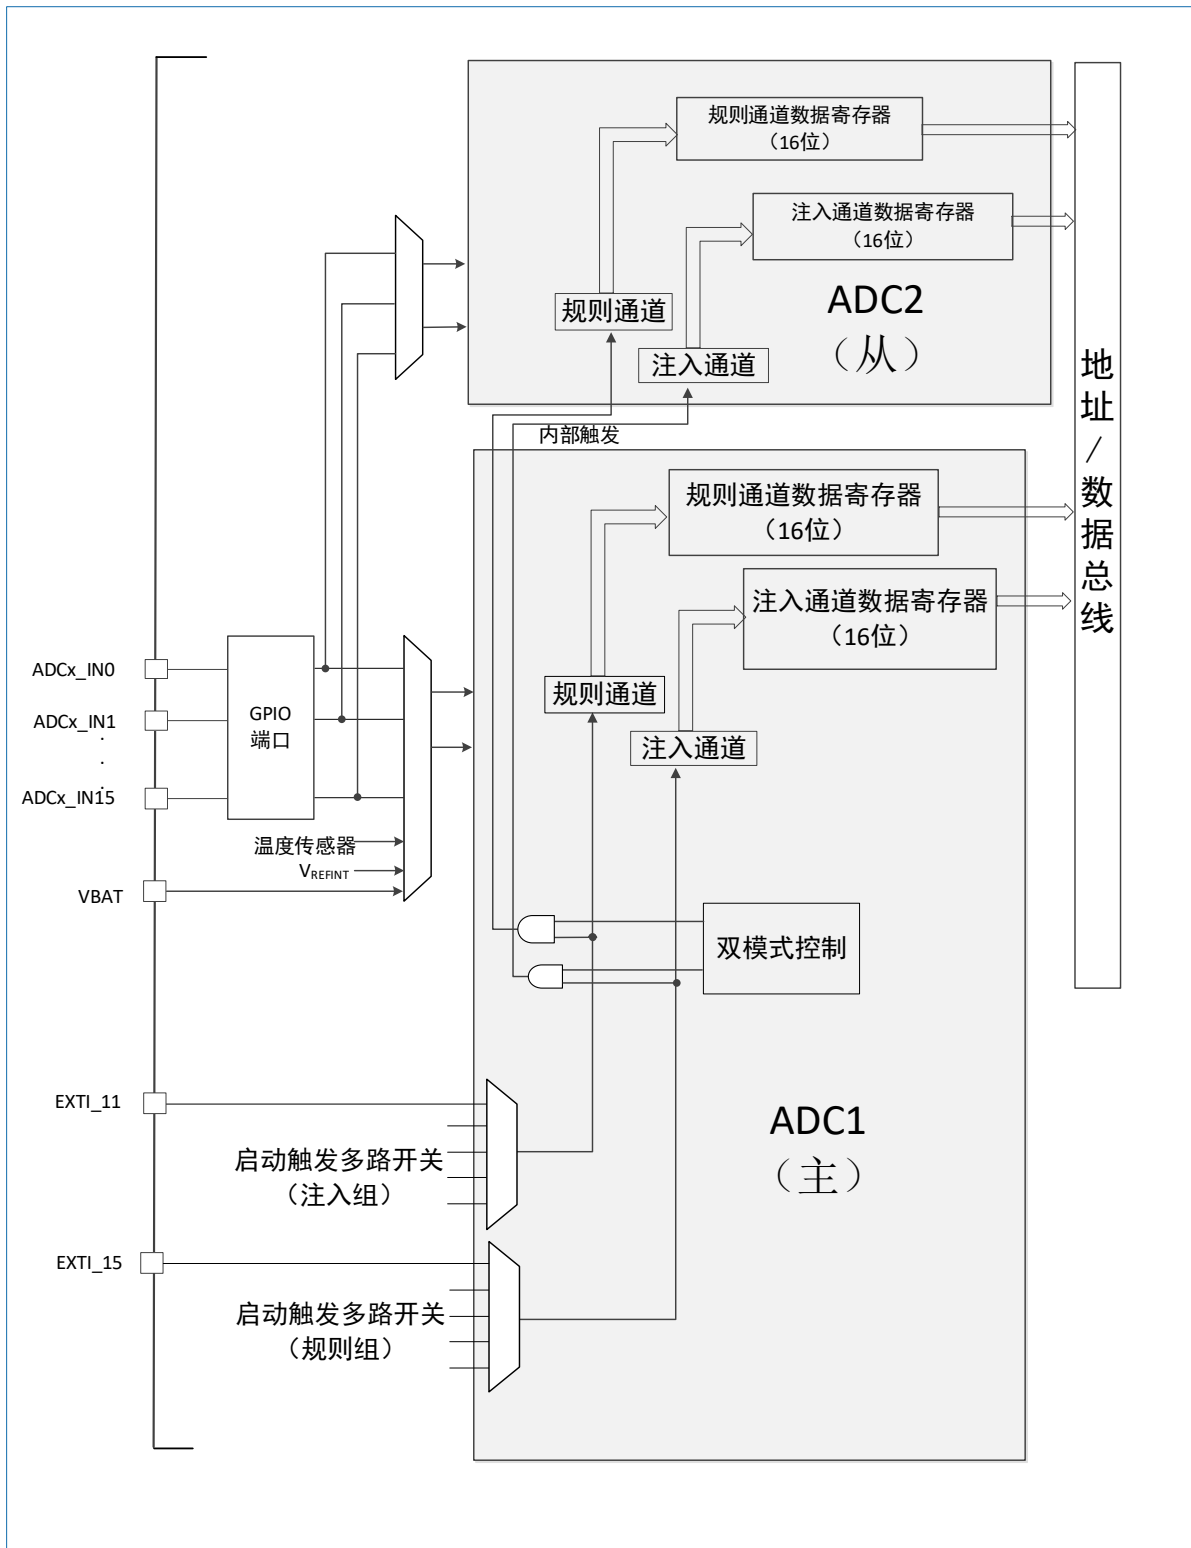 规则通道数据寄存器
(16位)
注入通道数据寄存器
(16位)
规则通道
注入通道
ADC2
(从)
内部触发
地址/数据总线
规则通道数据寄存器
(16位)
注入通道数据寄存器
(16位)
规则通道
注入通道
ADCx_IN0
ADCx_IN1
.
.
.
ADCx_IN15
GPIO
端口
温度传感器
VREFINT
VBAT
双模式控制
EXTI_11
启动触发多路开关
(注入组)
ADC1
(主)
EXTI_15
启动触发多路开关
(规则组)